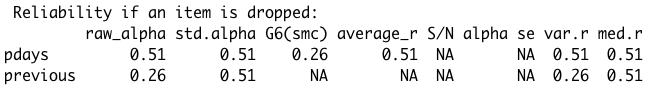 Reliability if an item is dropped:
raw_alpha std.alpha G6(smc) average_r S/N alpha se var.r med.r
pdays 0.51 0.51 0.26 0.51 NA NA 0.51 0.51
previous 0.26 0.51 NA NA NA NA 0.26 0.51